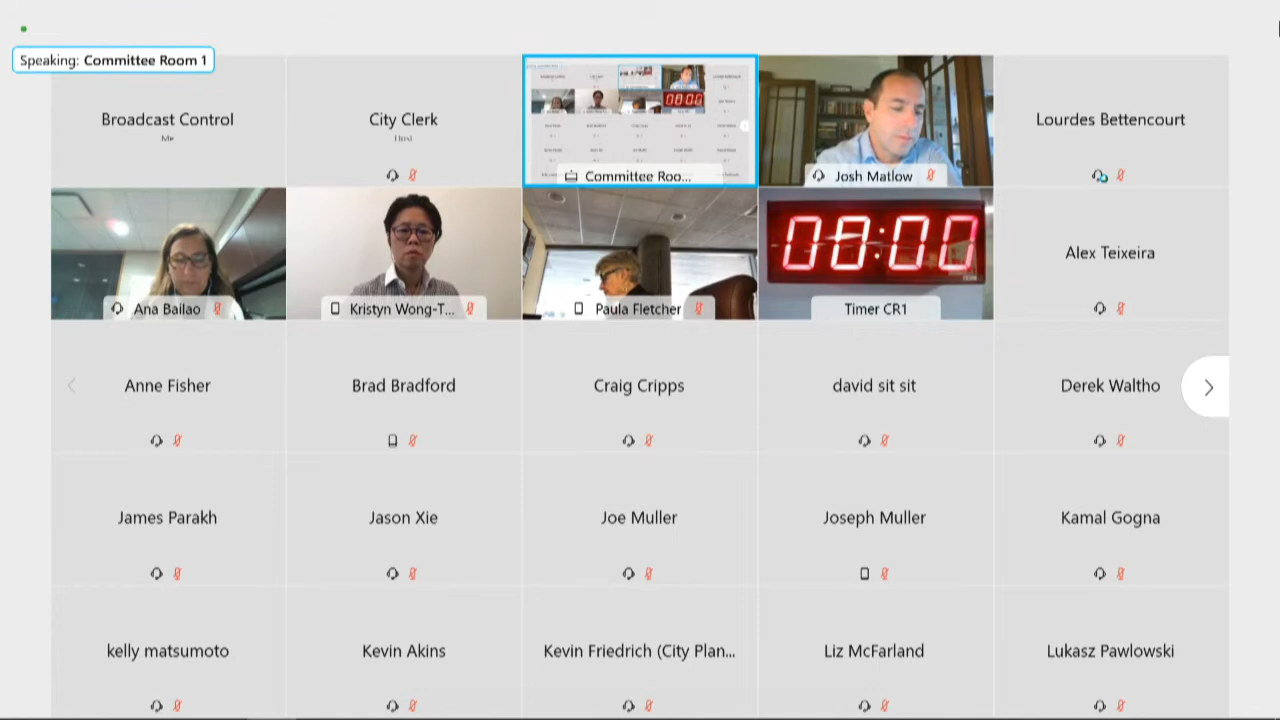 Speaking: Committee Room 1
Broadcast Control
Me
City Clerk
Host
Committee Roo...
Josh Matlow
Lourdes Bettencourt
Ana Bailao
Kristyn Wong-T...
Paula Fletcher
08:00
Timer CR1
Alex Teixeira
Anne Fisher
Brad Bradford
Craig Cripps
david sit sit
Derek Waltho
James Parakh
Jason Xie
Joe Muller
Joseph Muller
Kamal Gogna
kelly matsumoto
Kevin Akins
Kevin Friedrich (City Plan...
Liz McFarland
Lukasz Pawlowski